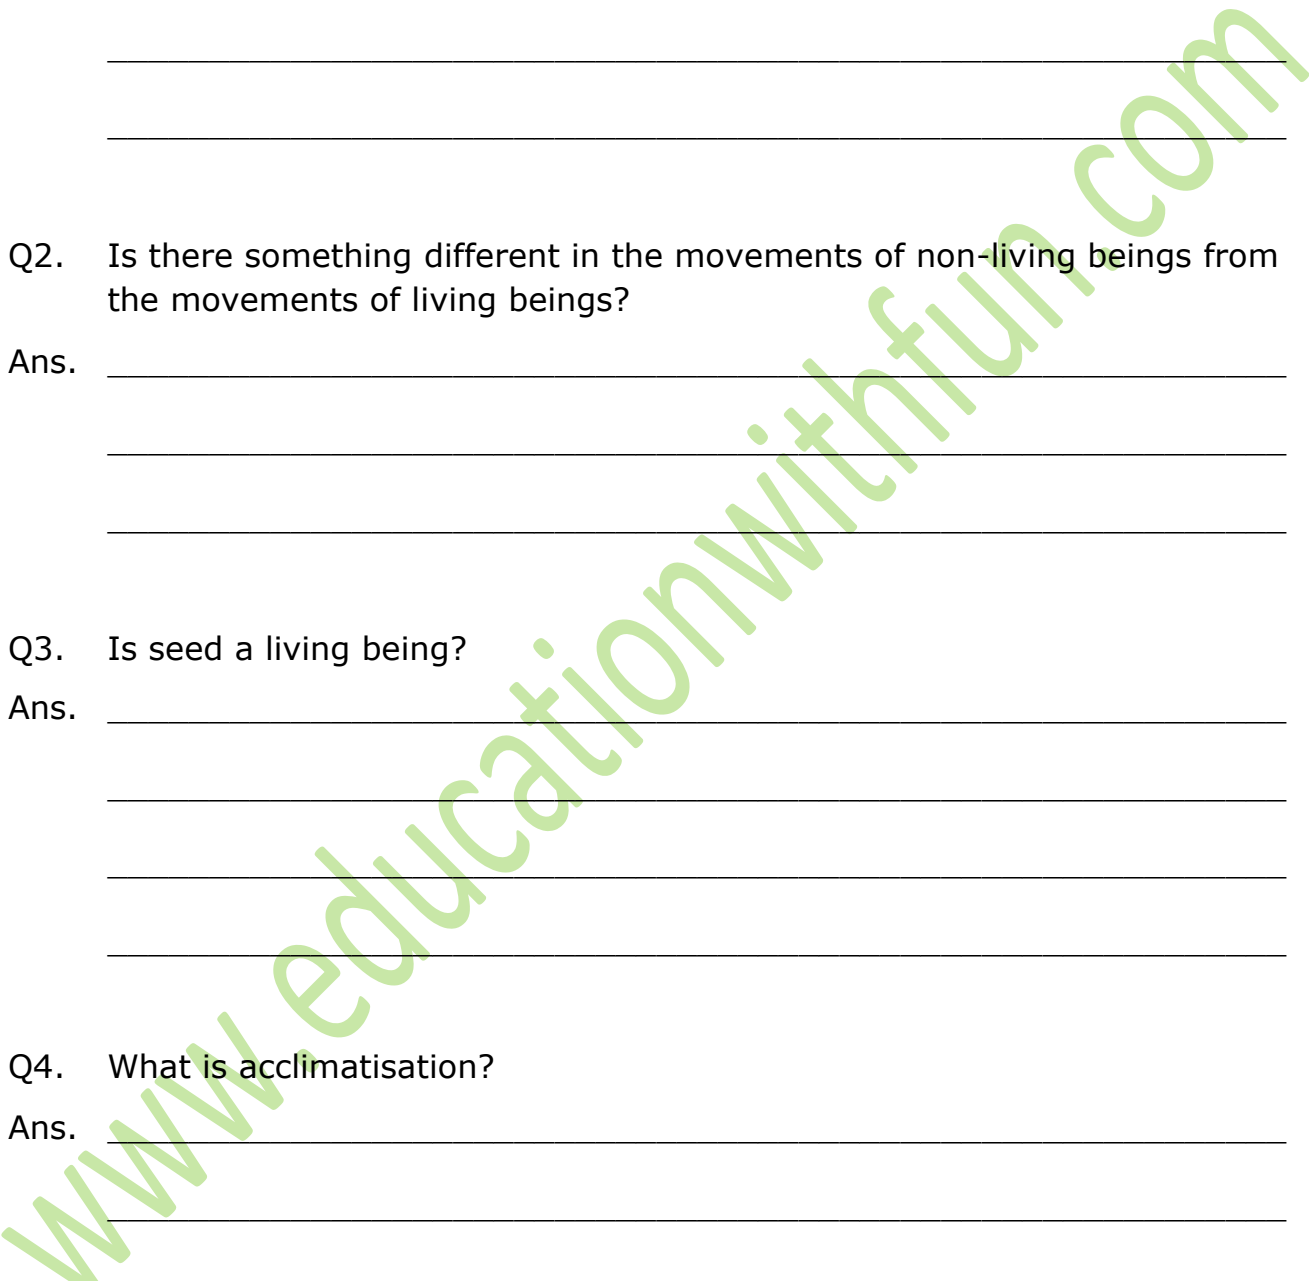 Q2. Is there something different in the movements of non-living beings from
the movements of living beings?
Ans.
Q3. Is seed a living being?
Ans.
Q4. What is acclimatisation?
Ans.
www.educationwithfun.com